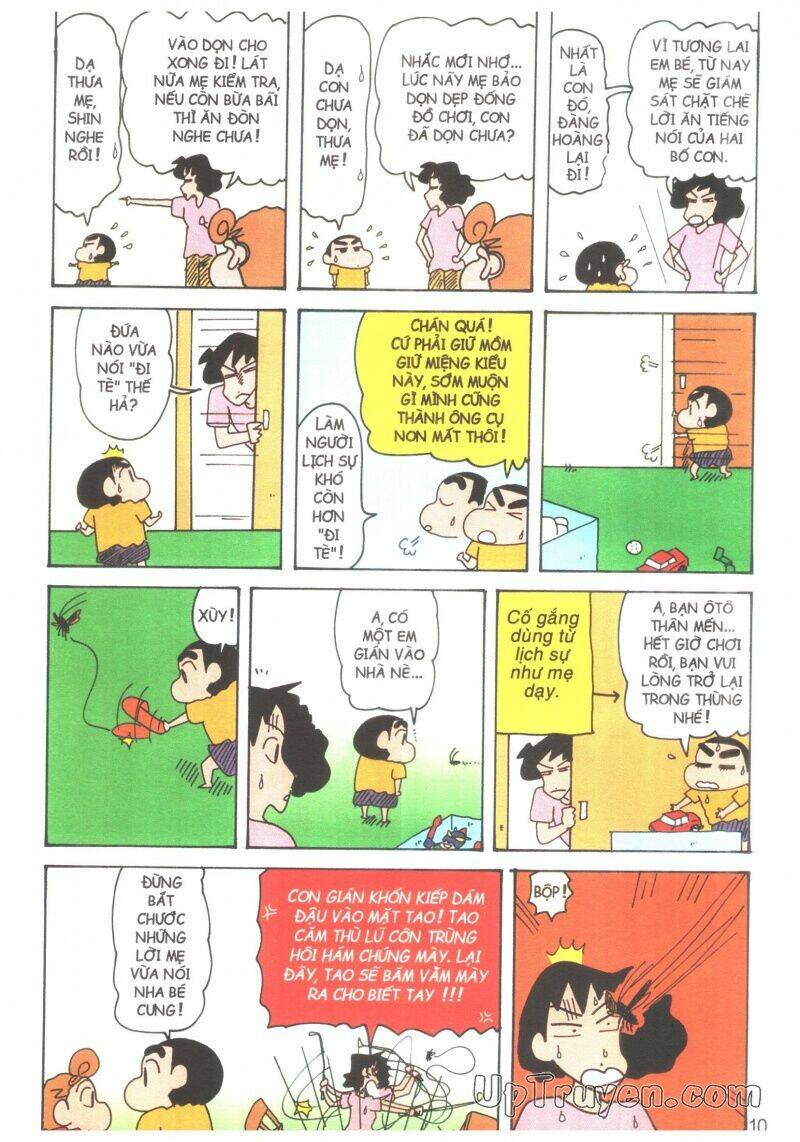 VÌ TƯƠNG LAI
EM BÉ, TỪ NAY
MẸ SẼ GIÁM
SÁT CHẶT CHẼ
LỜI ĂN TIẾNG
NÓI CỦA HAI
BỐ CON.
NHẤT
LÀ CON
ĐÓ,
ĐÀNG
HOÀNG
LẠI
ĐI!
NHẮC MỚI NHỚ...
LÚC NÃY MẸ BẢO
DỌN DẸP ĐỐNG
ĐỒ CHƠI, CON
ĐÃ DỌN CHƯA?
DẠ
CON
CHƯA
DỌN,
THƯA
MẸ!
VÀO DỌN CHO
XONG ĐI! LÁT
NỮA MẸ KIỂM TRA,
NẾU CÒN BỪA BÃI
THÌ ĂN ĐÒN
NGHE CHƯA!
DẠ
THƯA
MẸ,
SHIN
NGHE
RỒI!
CHÁN QUÁ!
CỨ PHẢI GIỮ MỒM
GIỮ MIỆNG KIỂU
NÀY, SỚM MUỘN
GÌ MÌNH CŨNG
THÀNH ÔNG CỤ
NON MẤT THÔI!
LÀM
NGƯỜI
LỊCH SỰ
KHÓ
CÒN
HƠN
"ĐI
TÈ"!
ĐỨA
NÀO VỪA
NÓI "ĐI
TÈ" THẾ
HẢ?
A, BẠN ÔTÔ
THÂN MẾN...
HẾT GIỜ CHƠI
RỒI, BẠN VUI
LÒNG TRỞ LẠI
TRONG THÙNG
NHÉ!
Cố gắng
dùng từ
lịch sự
như mẹ
dạy.
A, CÓ
MỘT EM
GIÁN VÀO
NHÀ NÈ...
XÙY!
BỘP!
CON GIÁN KHỐN KIẾP DÁM
ĐẬU VÀO MẶT TAO! TAO
CĂM THÙ LŨ CÔN TRÙNG
HÔI HÁM CHÚNG MÀY. LẠI
ĐÂY, TAO SẼ BĂM VẰM MÀY
RA CHO BIẾT TAY !!!
ĐỪNG
BẮT
CHƯỚC
NHỮNG
LỜI MẸ
VỪA NÓI
NHA BÉ
CƯNG!
UpTruyen.com
10